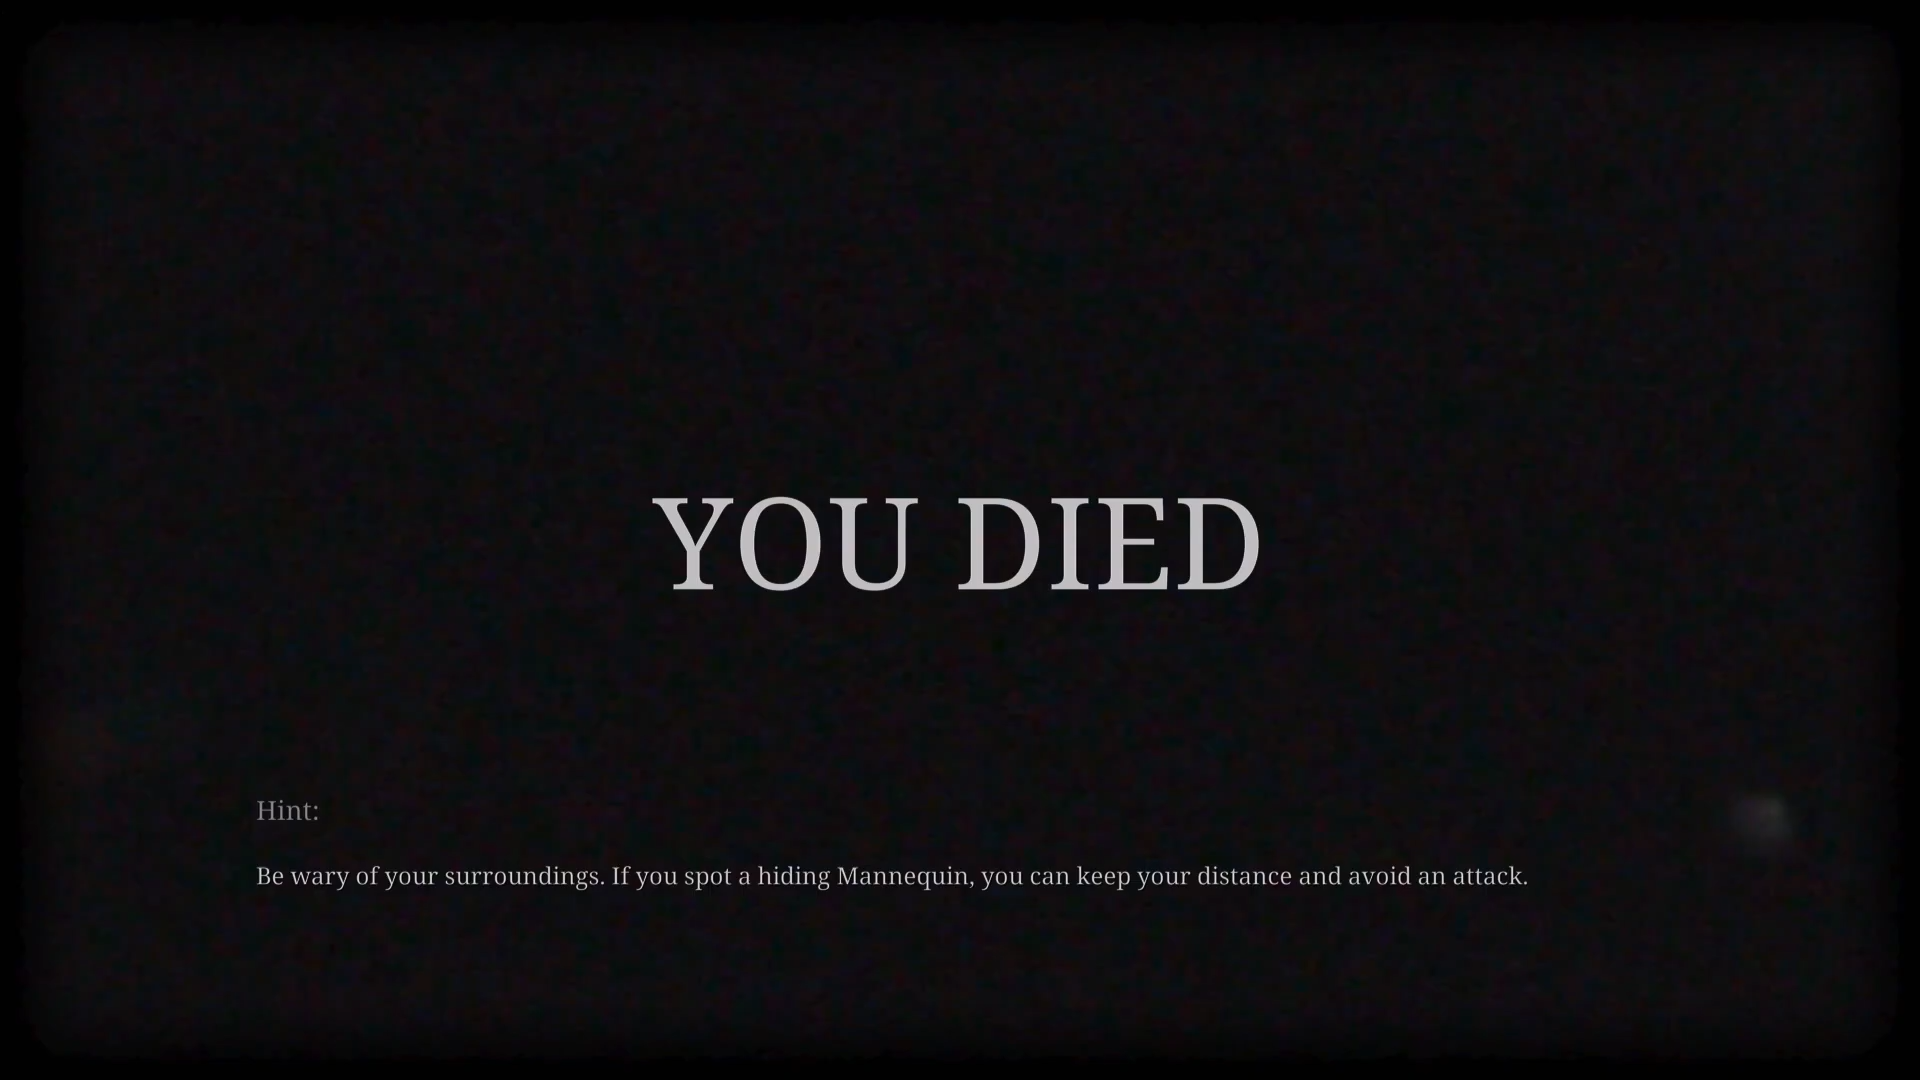 YOU DIED
Hint:
Be wary of your surroundings. If you spot a hiding Mannequin, you can keep your distance and avoid an attack.